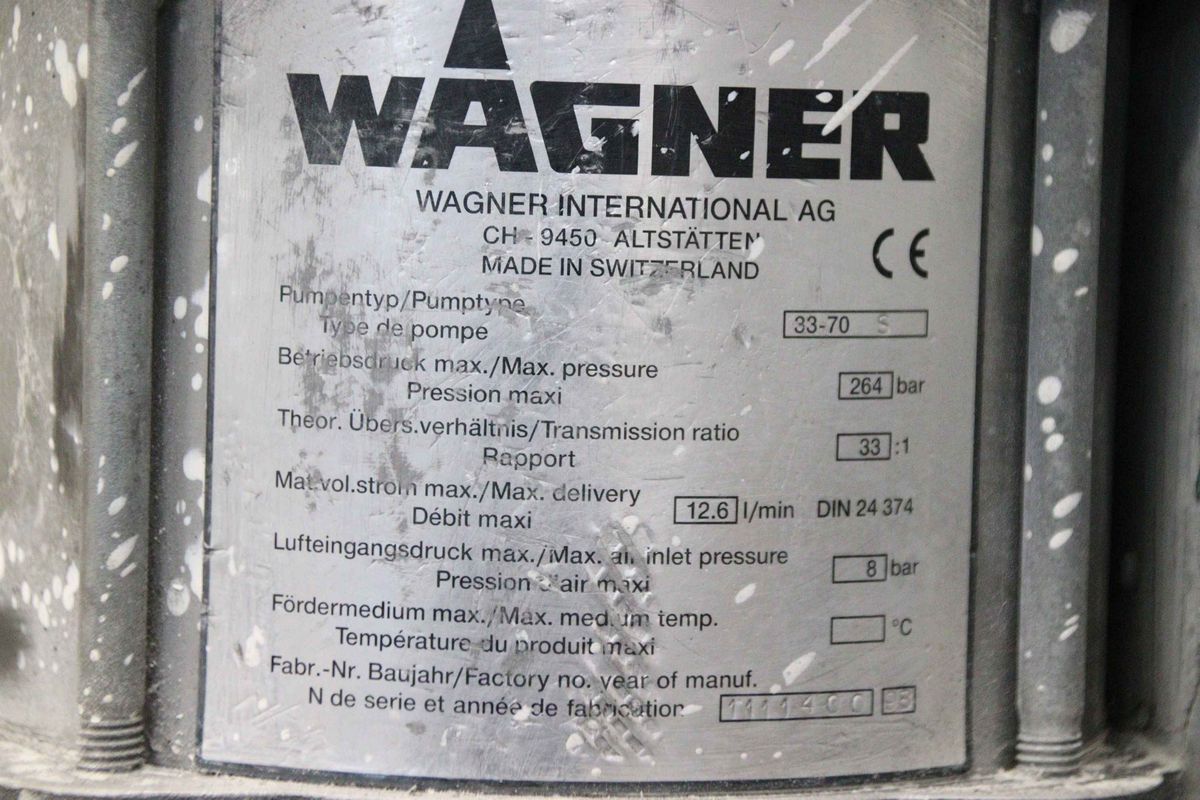 WAGNER
WAGNER INTERNATIONAL AG
CH - 9450 ALTSTÄTTEN
MADE IN SWITZERLAND
CE
Pumpentyp/Pumptype
Type de pompe
33-70 S
Betriebsdruck max./Max. pressure
Pression maxi
264 bar
Theor. Übers.verhältnis/Transmission ratio
Rapport
33 :1
Mat.vol.strom max./Max. delivery
Débit maxi
12.6 l/min DIN 24 374
Lufteingangsdruck max./Max. air inlet pressure
Pression d'air maxi
8 bar
Fördermedium max./Max. medium temp.
Température du produit maxi
°C
Fabr.-Nr. Baujahr/Factory no. year of manuf.
N de serie et année de fabrication